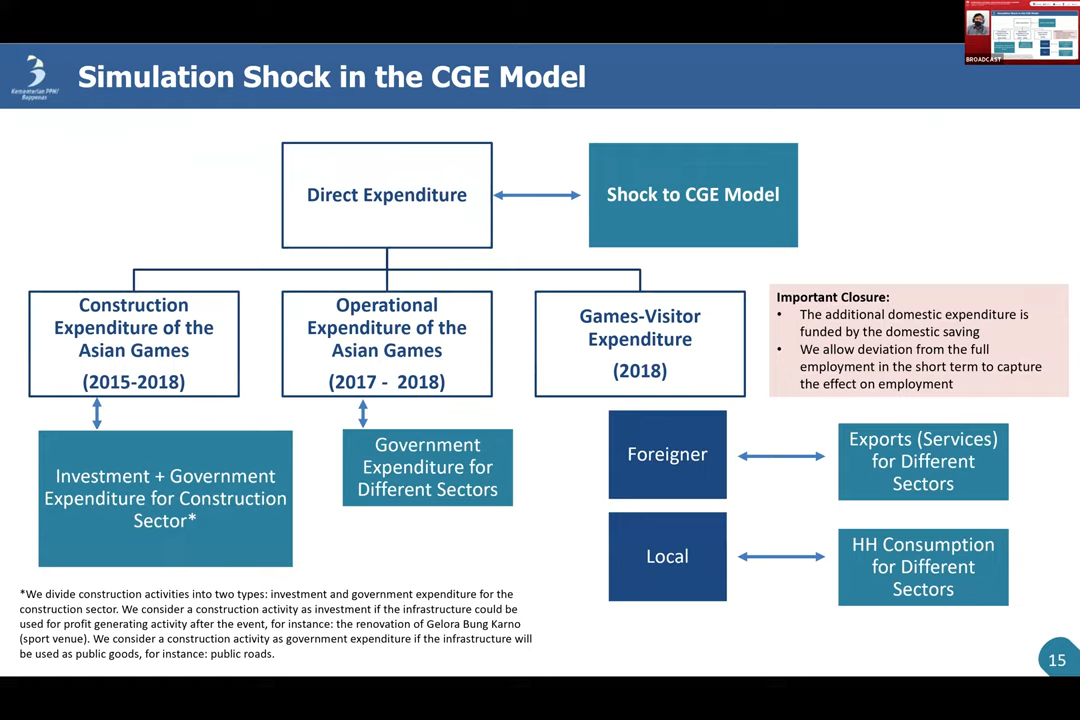 Kementerian PPN/
Bappenas
Simulation Shock in the CGE Model
BROADCAST
Direct Expenditure
Shock to CGE Model
Construction
Expenditure of the
Asian Games
(2015-2018)
Operational
Expenditure of the
Asian Games
(2017 - 2018)
Games-Visitor
Expenditure
(2018)
Important Closure:
• The additional domestic expenditure is
funded by the domestic saving
• We allow deviation from the full
employment in the short term to capture
the effect on employment
Investment + Government
Expenditure for Construction
Sector*
Government
Expenditure for
Different Sectors
Foreigner
Exports (Services)
for Different
Sectors
Local
HH Consumption
for Different
Sectors
*We divide construction activities into two types: investment and government expenditure for the
construction sector. We consider a construction activity as investment if the infrastructure could be
used for profit generating activity after the event, for instance: the renovation of Gelora Bung Karno
(sport venue). We consider a construction activity as government expenditure if the infrastructure will
be used as public goods, for instance: public roads.
15